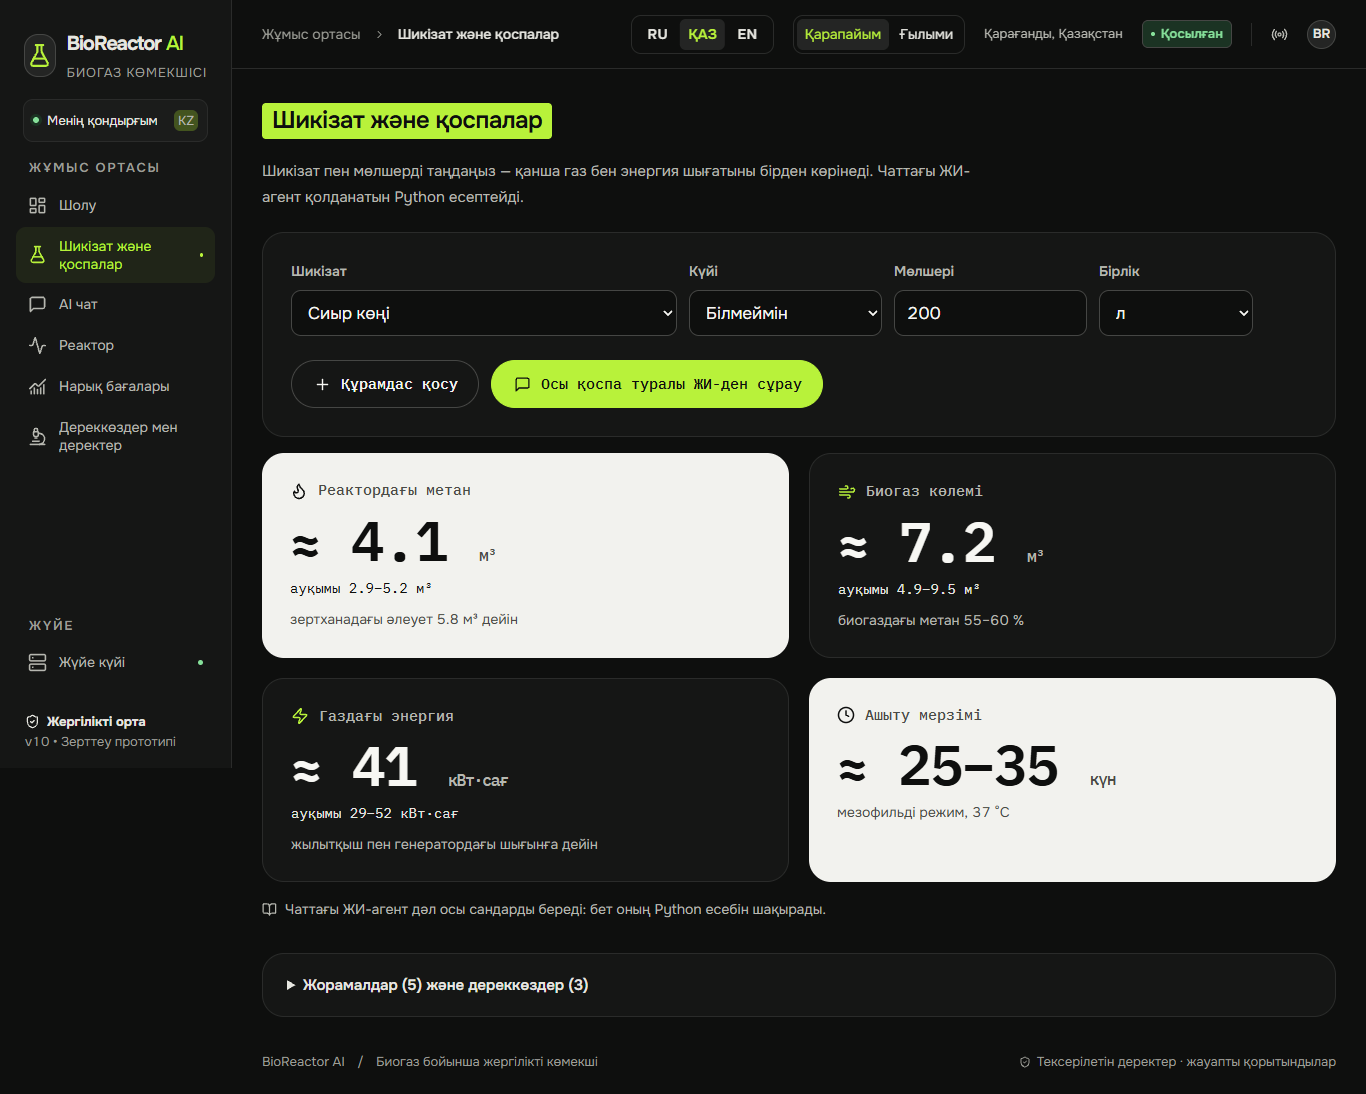 BioReactor AI
БИОГАЗ КӨМЕКШІСІ
Менің қондырғым KZ
ЖҰМЫС ОРТАСЫ
Шолу
Шикізат және
қоспалар
AI чат
Реактор
Нарық бағалары
Дереккөздер мен
деректер
ЖҮЙЕ
Жүйе күйі
Жергілікті орта
v10 • Зерттеу прототипі
Жұмыс ортасы › Шикізат және қоспалар
RU ҚАЗ EN
Қарапайым Ғылыми
Қарағанды, Қазақстан
• Қосылған
BR
Шикізат және қоспалар
Шикізат пен мөлшерді таңдаңыз — қанша газ бен энергия шығатыны бірден көрінеді. Чаттағы ЖИ-
агент қолданатын Python есептейді.
Шикізат Күйі Мөлшері Бірлік
Сиыр көңі Білмеймін 200 л
+ Құрамдас қосу Осы қоспа туралы ЖИ-ден сұрау
Реактордағы метан
≈ 4.1 м³
ауқымы 2.9–5.2 м³
зертханадағы әлеует 5.8 м³ дейін
Биогаз көлемі
≈ 7.2 м³
ауқымы 4.9–9.5 м³
биогаздағы метан 55–60 %
Газдағы энергия
≈ 41 кВт·сағ
ауқымы 29–52 кВт·сағ
жылытқыш пен генератордағы шығынға дейін
Ашыту мерзімі
≈ 25–35 күн
мезофильді режим, 37 °C
Чаттағы ЖИ-агент дәл осы сандарды береді: бет оның Python есебін шақырады.
▶ Жорамалдар (5) және дереккөздер (3)
BioReactor AI / Биогаз бойынша жергілікті көмекші
Тексерілетін деректер · жауапты қорытындылар